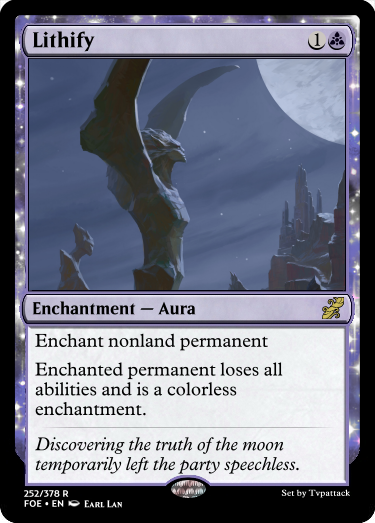 Lithify
1
Enchantment — Aura
Enchant nonland permanent
Enchanted permanent loses all
abilities and is a colorless
enchantment.
Discovering the truth of the moon
temporarily left the party speechless.
252/378 R
Set by Tvpattack
FOE • EN Earl Lan